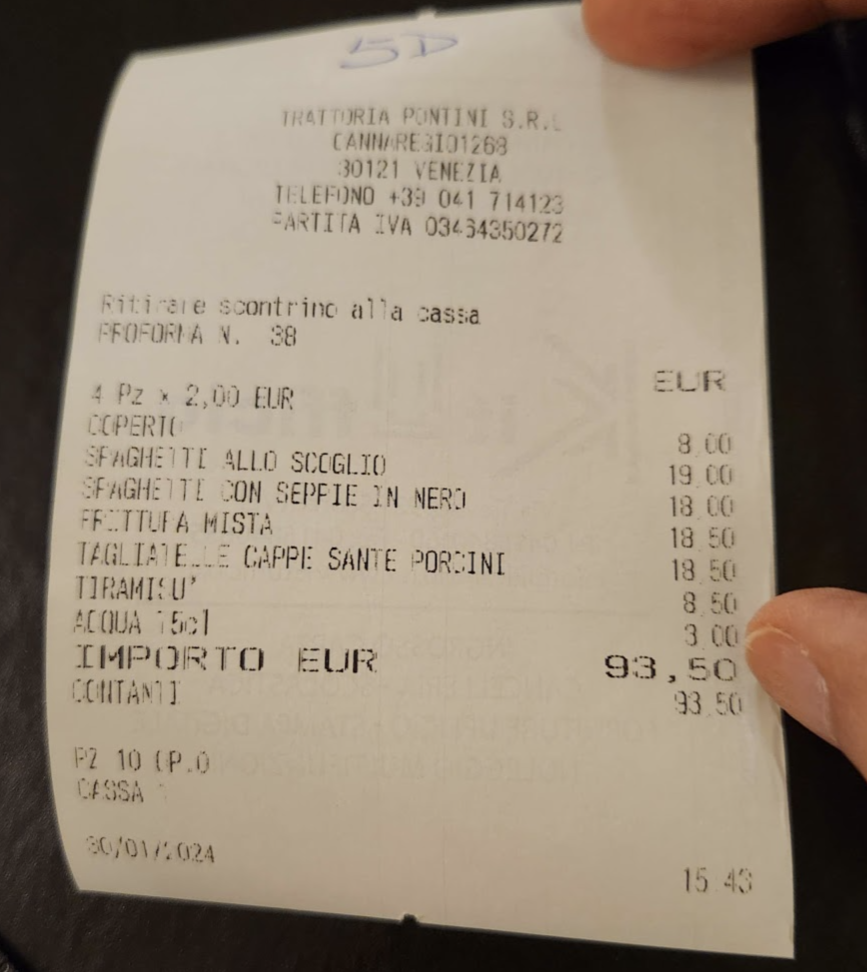 5D
TRATTORIA PONTINI S.R.L
CANNAREGIO1268
30121 VENEZIA
TELEFONO +39 041 714123
PARTITA IVA 03464350272
Ritirare scontrino alla cassa
PROFORMA N. 38
EUR
4 Pz x 2,00 EUR
COPERTO 8,00
SPAGHETTI ALLO SCOGLIO 19,00
SPAGHETTI CON SEPPIE IN NERO 18,00
FRITTURA MISTA 18,50
TAGLIATELLE CAPPE SANTE PORCINI 18,50
TIRAMISU' 8,50
ACQUA 75cl 3,00
IMPORTO EUR 93,50
CONTANTI 93,50
PZ 10
CASSA
30/01/2024
15:43